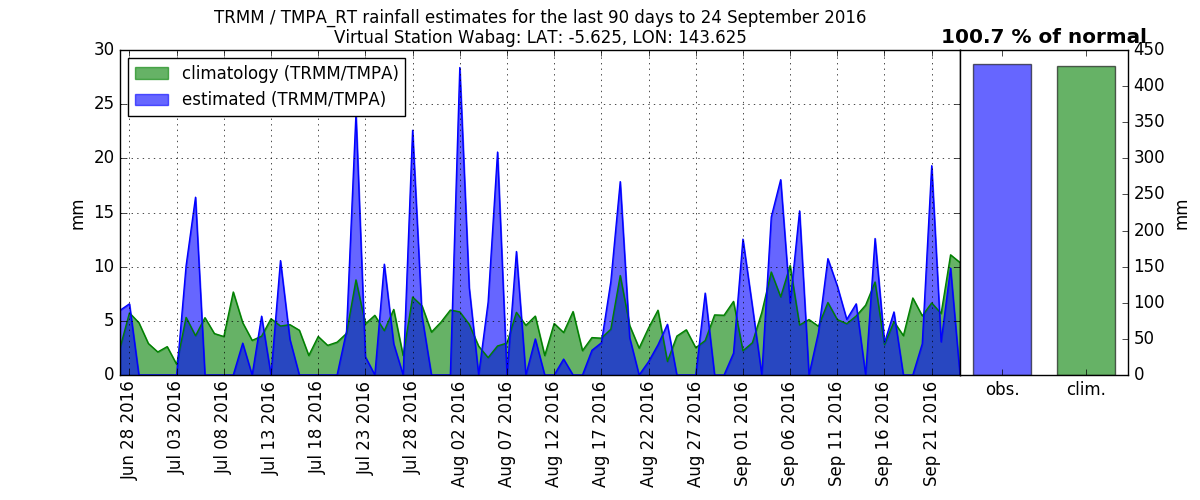 TRMM / TMPA_RT rainfall estimates for the last 90 days to 24 September 2016
Virtual Station Wabag: LAT: -5.625, LON: 143.625
100.7 % of normal
climatology (TRMM/TMPA)
estimated (TRMM/TMPA)
30
25
20
15
10
5
0
mm
450
400
350
300
250
200
150
100
50
0
mm
Jun 28 2016
Jul 03 2016
Jul 08 2016
Jul 13 2016
Jul 18 2016
Jul 23 2016
Jul 28 2016
Aug 02 2016
Aug 07 2016
Aug 12 2016
Aug 17 2016
Aug 22 2016
Aug 27 2016
Sep 01 2016
Sep 06 2016
Sep 11 2016
Sep 16 2016
Sep 21 2016
obs.
clim.